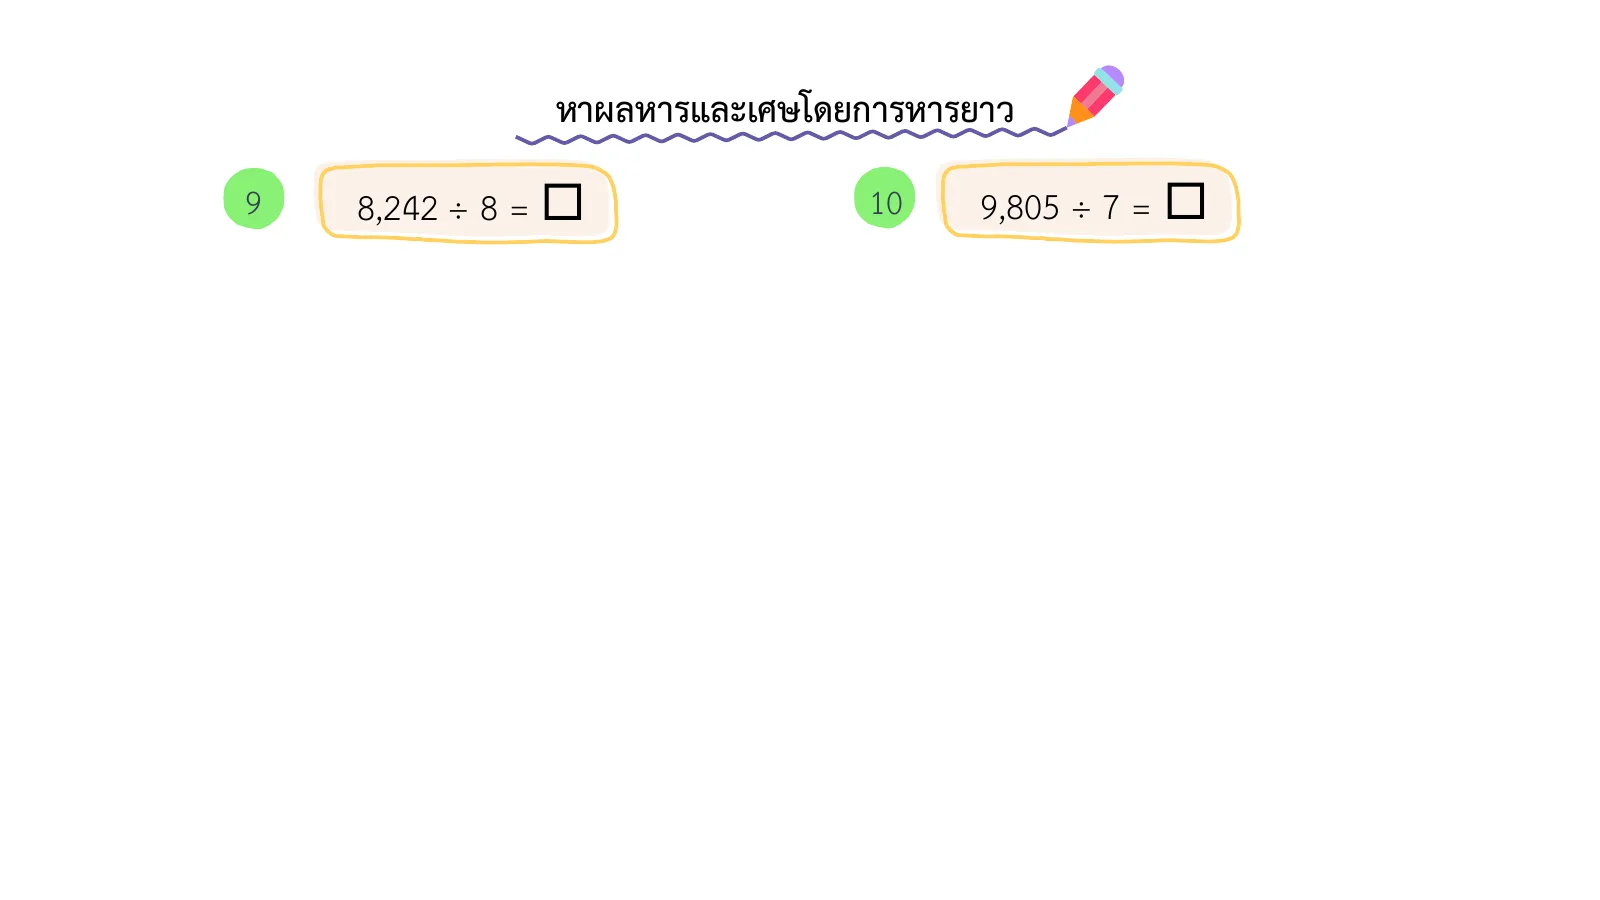 หาผลหารและเศษโดยการหารยาว
9
8,242 ÷ 8 = □
10
9,805 ÷ 7 = □